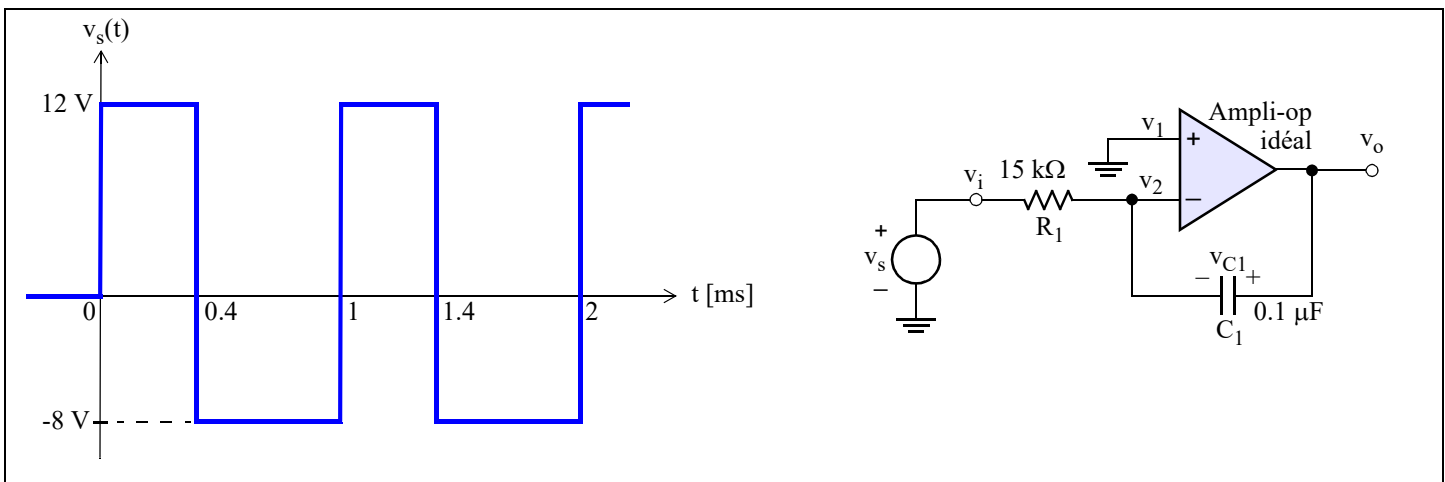 vs(t)
12 V
-8 V
0
0.4
1
1.4
2
t [ms]
Ampli-op
idéal
v1
+
v2
–
vo
vi
15 kΩ
R1
+
vs
–
vC1
– +
0.1 µF
C1